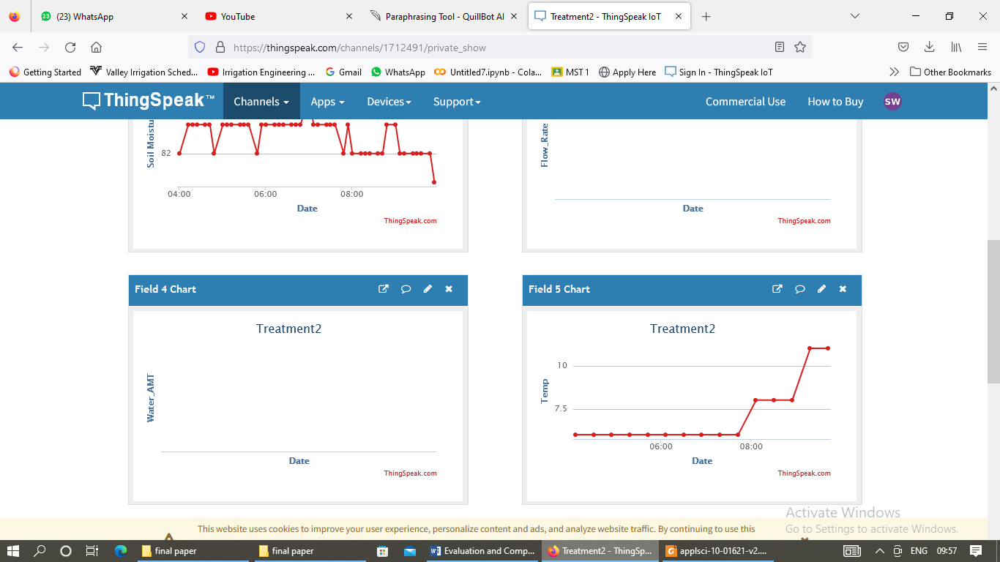 23 (23) WhatsApp YouTube Paraphrasing Tool - QuillBot AI Treatment2 - ThingSpeak IoT
https://thingspeak.com/channels/1712491/private_show
Getting Started Valley Irrigation Sched... Irrigation Engineering ... Gmail WhatsApp Untitled7.ipynb - Cola... MST 1 Apply Here Sign In - ThingSpeak IoT Other Bookmarks
ThingSpeak™ Channels Apps Devices Support Commercial Use How to Buy SW
Soil Moistu
82
04:00 06:00 08:00
Date
ThingSpeak.com
Flow_Rate
Date
ThingSpeak.com
Field 4 Chart
Treatment2
Water_AMT
Date
ThingSpeak.com
Field 5 Chart
Treatment2
10
Temp
7.5
06:00 08:00
Date
ThingSpeak.com
Activate Windows
Go to Settings to activate Windows.
This website uses cookies to improve your user experience, personalize content and ads, and analyze website traffic. By continuing to use this
final paper final paper Evaluation and Comp... Treatment2 - ThingSp... applsci-10-01621-v2.... ENG 09:57